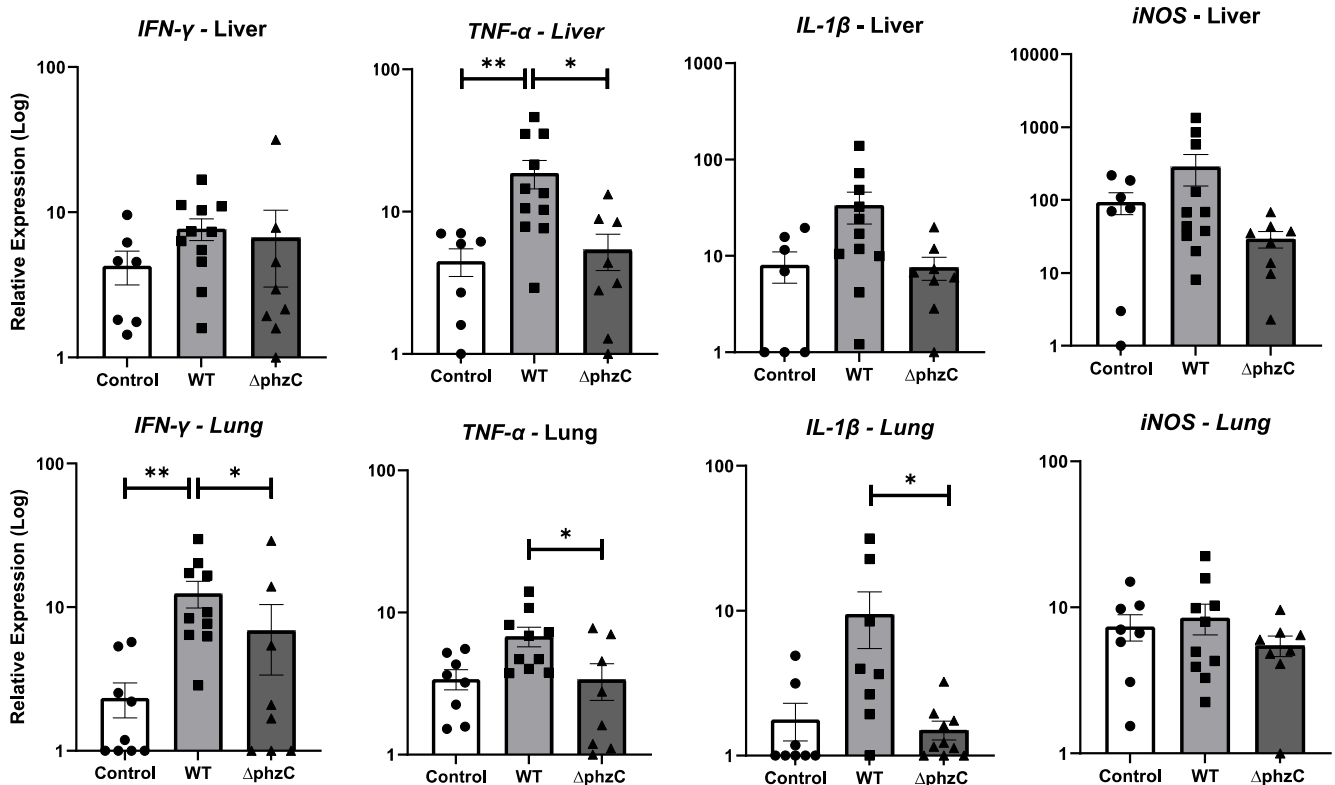 IFN-γ - Liver
TNF-α - Liver
IL-1β - Liver
iNOS - Liver
Relative Expression (Log)
100
10
1
Control WT ΔphzC
** *
100
10
1
Control WT ΔphzC
1000
100
10
1
Control WT ΔphzC
10000
1000
100
10
1
Control WT ΔphzC
IFN-γ - Lung
TNF-α - Lung
IL-1β - Lung
iNOS - Lung
Relative Expression (Log)
** *
100
10
1
Control WT ΔphzC
*
100
10
1
Control WT ΔphzC
*
100
10
1
Control WT ΔphzC
100
10
1
Control WT ΔphzC